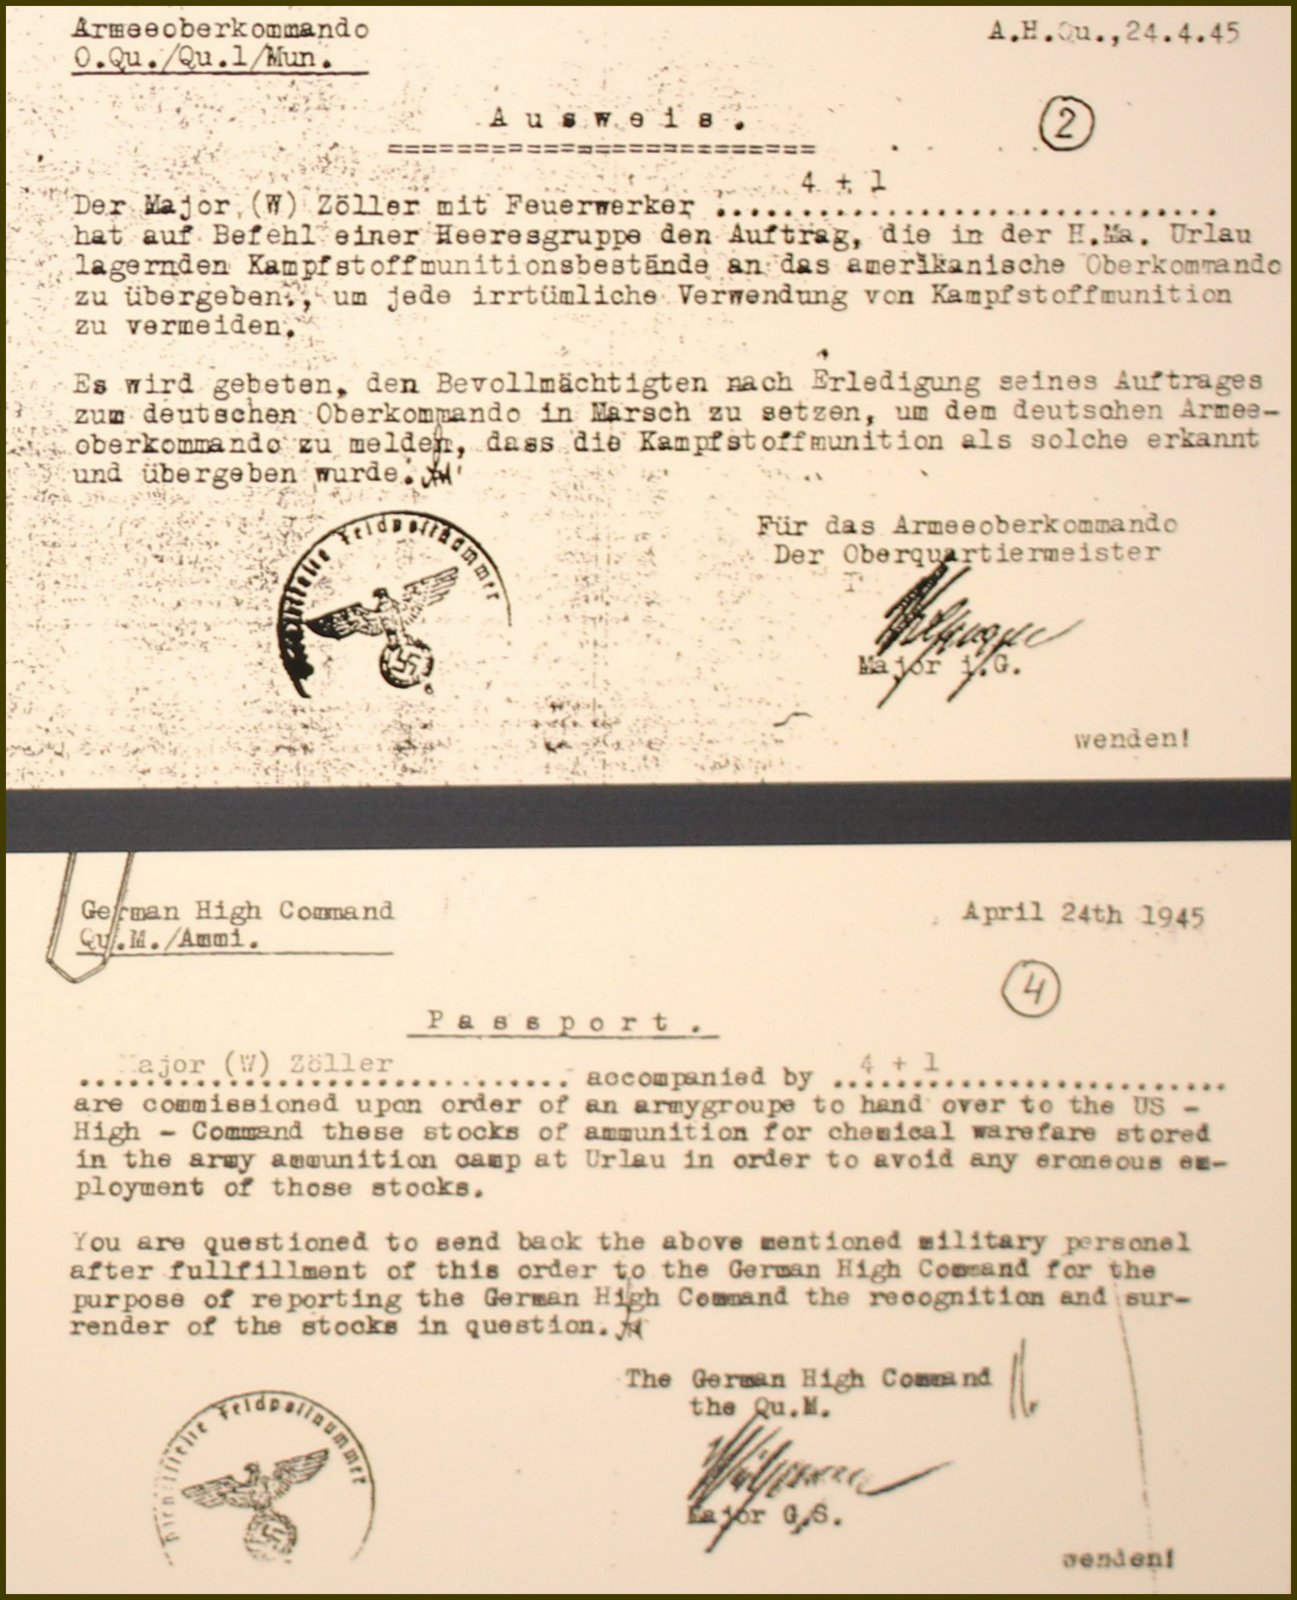 Armeeoberkommando
O.Qu./Qu.1/Mun.
A.H.Qu.,24.4.45
A u s w e i s .
=========================
2
4 + 1
Der Major (W) Zöller mit Feuerwerker ..............................
hat auf Befehl einer Heeresgruppe den Auftrag, die in der H.Ma. Urlau
lagernden Kampfstoffmunitionsbestände an das amerikanische Oberkommando
zu übergeben, um jede irrtümliche Verwendung von Kampfstoffmunition
zu vermeiden.
Es wird gebeten, den Bevollmächtigten nach Erledigung seines Auftrages
zum deutschen Oberkommando in Marsch zu setzen, um dem deutschen Armee-
oberkommando zu melden, dass die Kampfstoffmunition als solche erkannt
und übergeben wurde.
Für das Armeeoberkommando
Der Oberquartiermeister
Feldpostnummer
Major i.G.
wenden!
German High Command
Qu.M./Ammi.
April 24th 1945
4
P a s s p o r t .
Major (W) Zöller
4 + 1
.............................. accompanied by ........................
are commissioned upon order of an armygroupe to hand over to the US -
High - Command these stocks of ammunition for chemical warefare stored
in the army ammunition camp at Urlau in order to avoid any eroneous em-
ployment of those stocks.
You are questioned to send back the above mentioned military personel
after fullfillment of this order to the German High Command for the
purpose of reporting the German High Command the recognition and sur-
render of the stocks in question.
The German High Command
the Qu.M.
Feldpostnummer
Major G.S.
wenden!